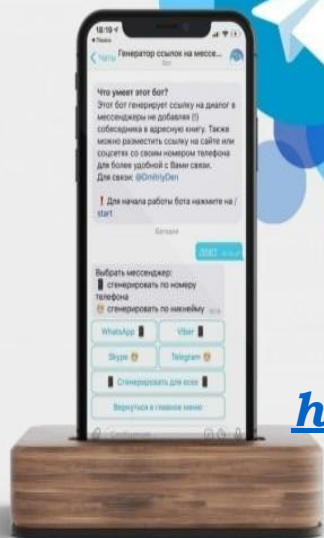 18:19
Поиск
Чаты
Генератор ссылок на мессе...
бот
Что умеет этот бот?
Этот бот генерирует ссылку на диалог в
мессенджеры не добавляя (!)
собеседника в адресную книгу. Также
можно разместить ссылку на сайте или
соцсетях со своим номером телефона
для более удобной с Вами связи.
Для связи: @DmitriyDen
❗ Для начала работы бота нажмите на /
start
Сегодня
Выбрать мессенджер:
📱 сгенерировать по номеру
телефона
сгенерировать по никнейму
WhatsApp 📱
Viber 📱
Skype
Telegram
📱 Сгенерировать для всех 📱
Вернуться в главное меню
Сообщение
h